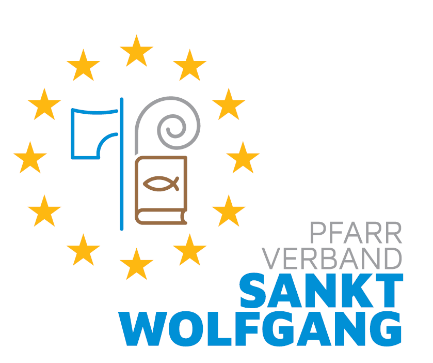 PFARR
VERBAND
SANKT
WOLFGANG